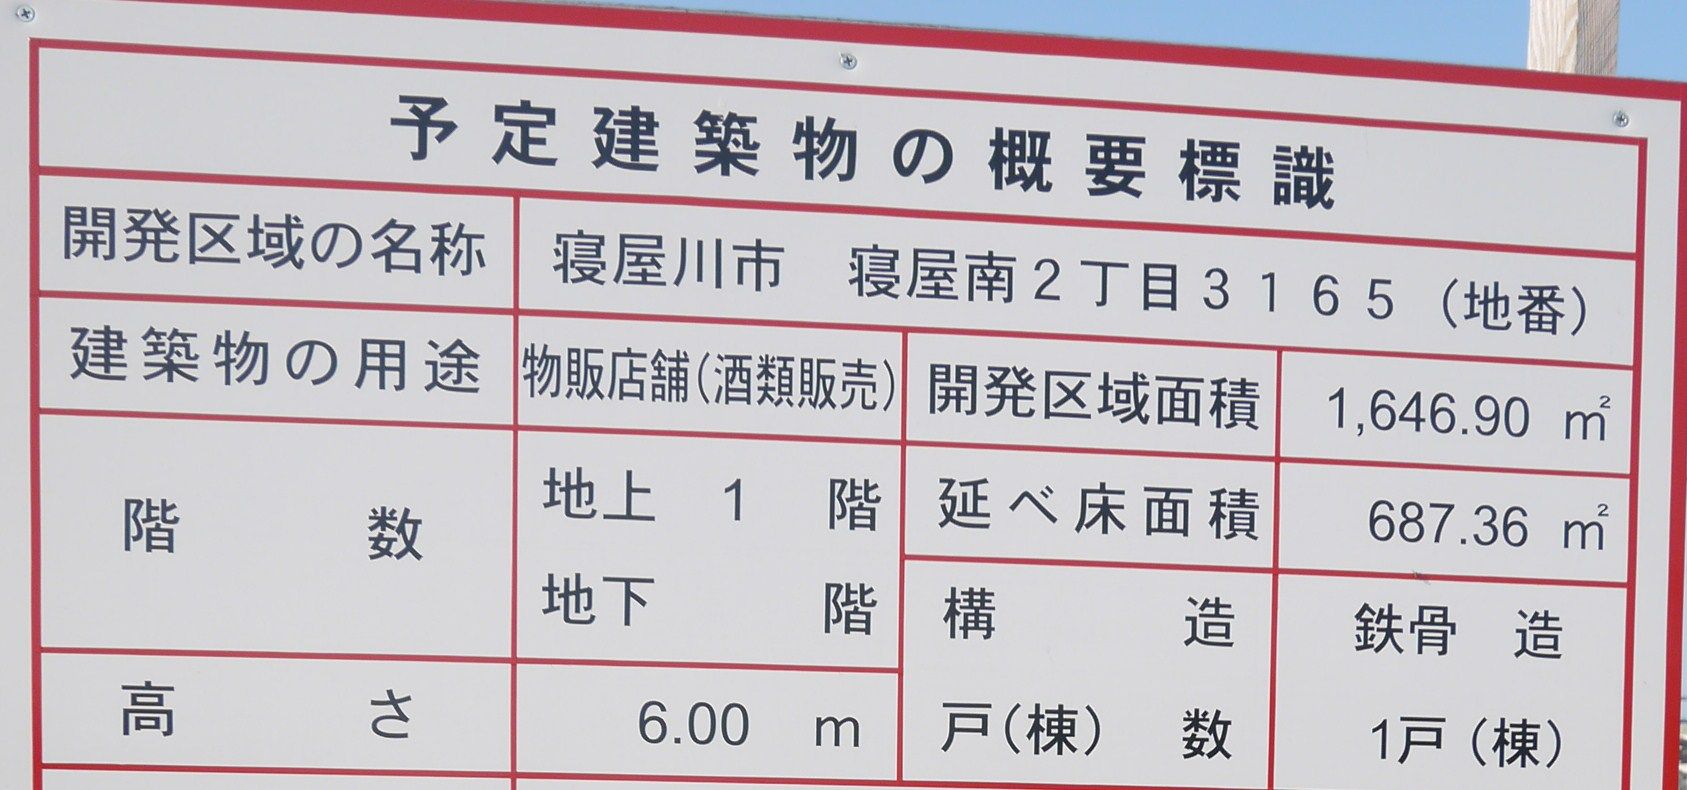 予定建築物の概要標識
開発区域の名称 寝屋川市 寝屋南2丁目3165(地番)
建築物の用途 物販店舗(酒類販売) 開発区域面積 1,646.90 ㎡
階数 地上 1 階 延べ床面積 687.36 ㎡
地下 階 構造 鉄骨 造
高さ 6.00 m 戸(棟)数 1戸(棟)